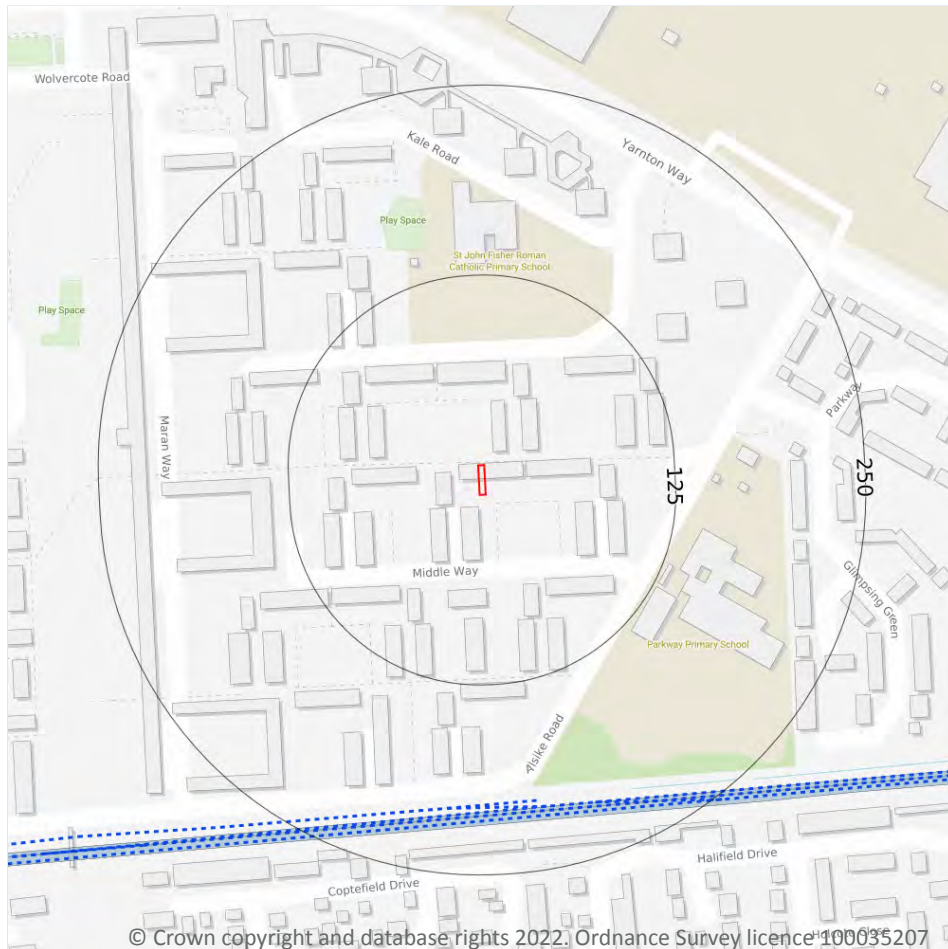 Wolvercote Road
Kale Road
Yarnton Way
Play Space
St John Fisher Roman
Catholic Primary School
Play Space
Parkway
Maran Way
125
250
Middle Way
Glimpsing Green
Parkway Primary School
Alsike Road
Halifield Drive
Coptefield Drive
© Crown copyright and database rights 2022. Ordnance Survey licence 100035207